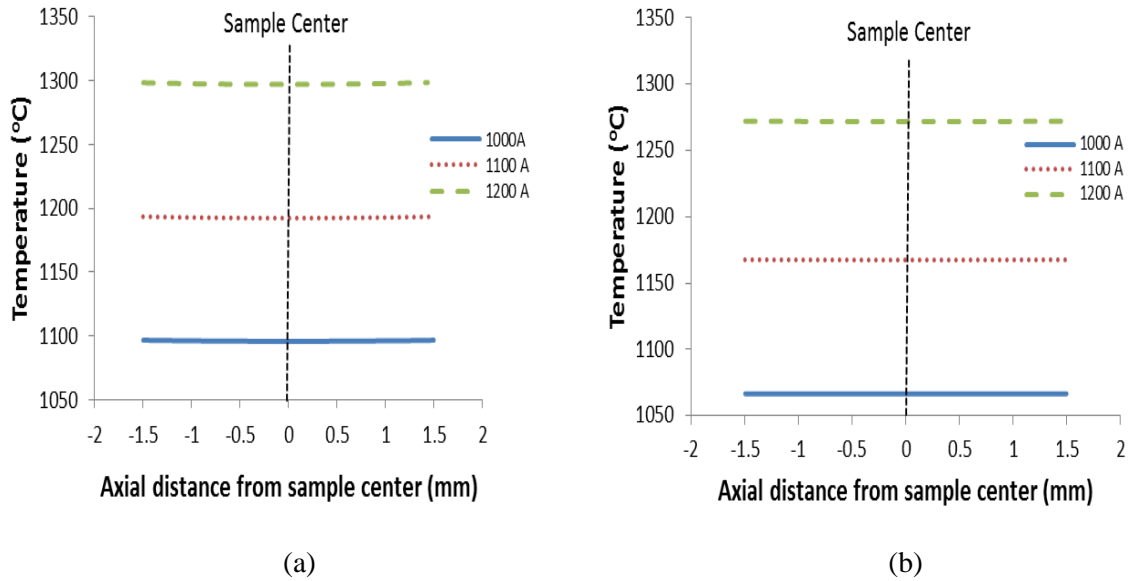 1350
1300
1250
1200
1150
1100
1050
Temperature (°C)
Sample Center
1000A
1100 A
1200 A
-2 -1.5 -1 -0.5 0 0.5 1 1.5 2
Axial distance from sample center (mm)
(a)
1350
1300
1250
1200
1150
1100
1050
Temperature (°C)
Sample Center
1000 A
1100 A
1200 A
-2 -1.5 -1 -0.5 0 0.5 1 1.5 2
Axial distance from sample center (mm)
(b)